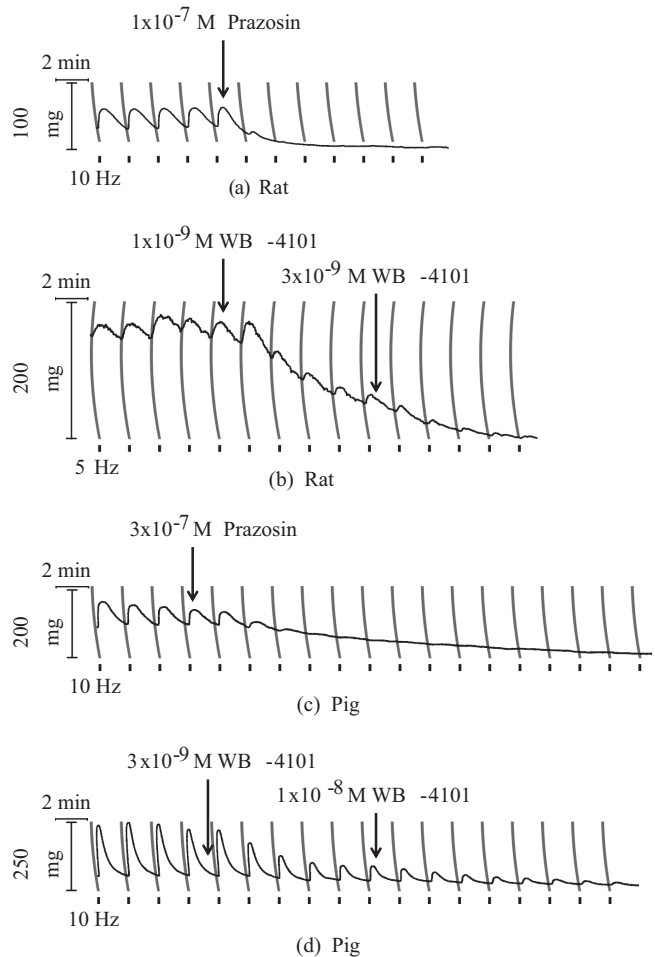 1x10⁻⁷ M Prazosin
2 min
100 mg
10 Hz
(a) Rat
1x10⁻⁹ M WB -4101
2 min
3x10⁻⁹ M WB -4101
200 mg
5 Hz
(b) Rat
3x10⁻⁷ M Prazosin
2 min
200 mg
10 Hz
(c) Pig
3x10⁻⁹ M WB -4101
2 min
1x10⁻⁸ M WB -4101
250 mg
10 Hz
(d) Pig